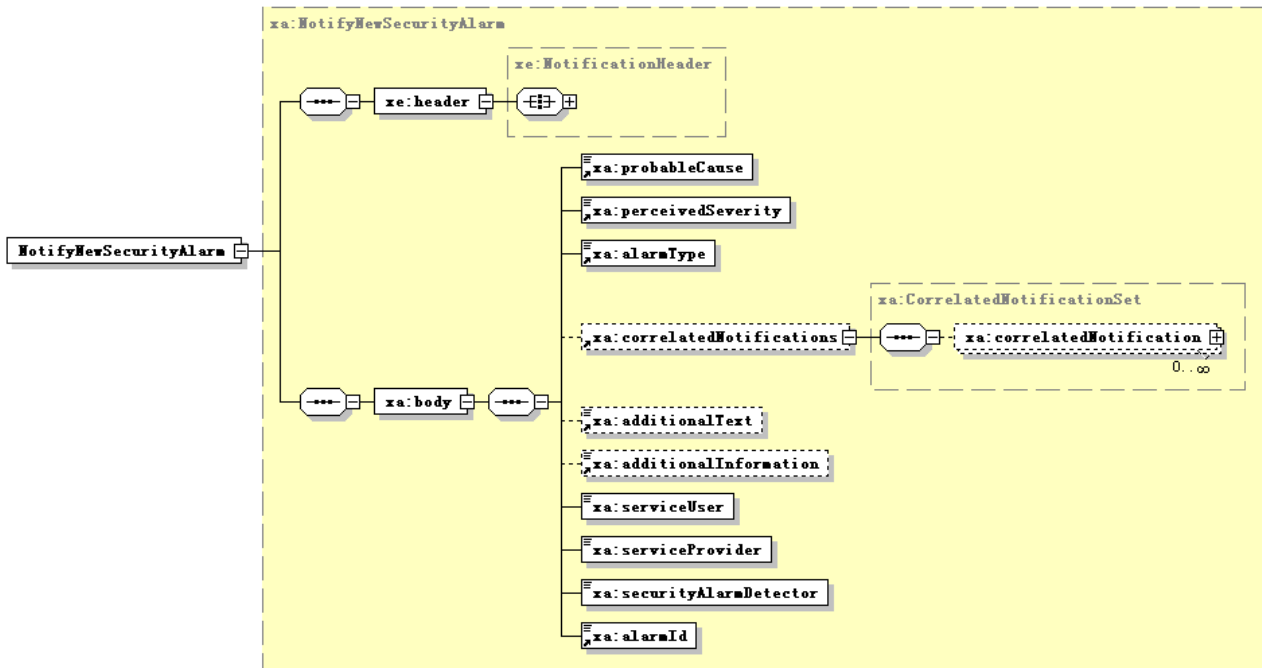 xa:NotifyNewSecurityAlarm
xe:NotificationHeader
xe:header
xa:probableCause
xa:perceivedSeverity
NotifyNewSecurityAlarm
xa:alarmType
xa:CorrelatedNotificationSet
xa:correlatedNotifications
xa:correlatedNotification
0..∞
xa:body
xa:additionalText
xa:additionalInformation
xa:serviceUser
xa:serviceProvider
xa:securityAlarmDetector
xa:alarmId